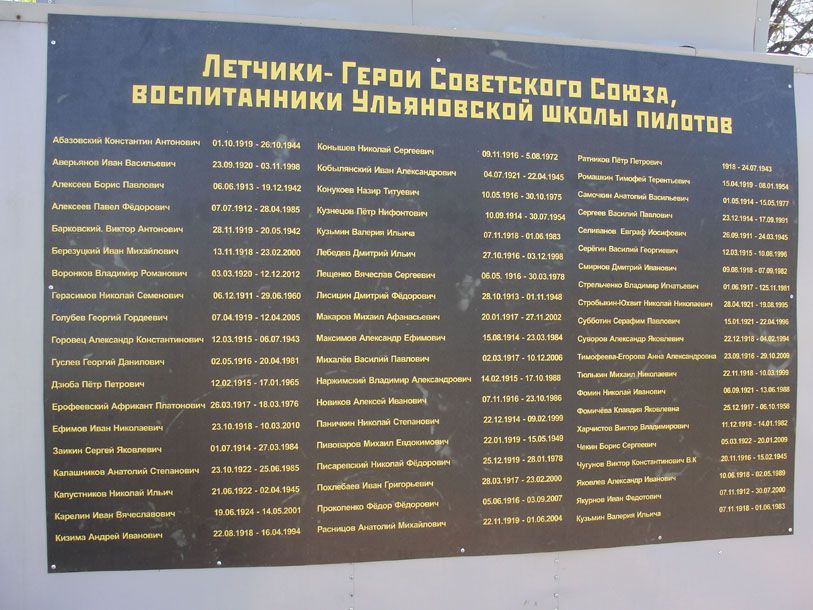 Летчики- Герои Советского Союза,
воспитанники Ульяновской школы пилотов
Абазовский Константин Антонович 01.10.1919 - 26.10.1944
Аверьянов Иван Васильевич 23.09.1920 - 03.11.1998
Алексеев Борис Павлович 06.06.1913 - 19.12.1942
Алексеев Павел Фёдорович 07.07.1912 - 28.04.1985
Барковский. Виктор Антонович 28.11.1919 - 20.05.1942
Березуцкий Иван Михайлович 13.11.1918 - 23.02.2000
Воронков Владимир Романович 03.03.1920 - 12.12.2012
Герасимов Николай Семенович 06.12.1911 - 29.06.1960
Голубев Георгий Гордеевич 07.04.1919 - 12.04.2005
Горовец Александр Константинович 12.03.1915 - 06.07.1943
Гуслев Георгий Данилович 02.05.1916 - 20.04.1981
Дзюба Пётр Петрович 12.02.1915 - 17.01.1965
Ерофеевский Африкант Платонович 26.03.1917 - 18.03.1976
Ефимов Иван Николаевич 23.10.1918 - 10.03.2010
Заикин Сергей Яковлевич 01.07.1914 - 27.03.1984
Калашников Анатолий Степанович 23.10.1922 - 25.06.1985
Капустников Николай Ильич 21.06.1922 - 02.04.1945
Карелин Иван Вячеславович 19.06.1924 - 14.05.2001
Кизима Андрей Иванович 22.08.1918 - 16.04.1994
Конышев Николай Сергеевич 09.11.1916 - 5.08.1972
Кобылянский Иван Александрович 04.07.1921 - 22.04.1945
Конукоев Назир Титуевич 10.05.1916 - 30.10.1975
Кузнецов Пётр Нифонтович 10.09.1914 - 30.07.1954
Кузьмин Валерия Ильича 07.11.1918 - 01.06.1983
Лебедев Дмитрий Ильич 27.10.1916 - 03.12.1998
Лещенко Вячеслав Сергеевич 06.05. 1916 - 30.03.1978
Лисицин Дмитрий Фёдорович 28.10.1913 - 01.11.1948
Макаров Михаил Афанасьевич 20.01.1917 - 27.11.2002
Максимов Александр Ефимович 15.08.1914 - 23.03.1984
Михалёв Василий Павлович 02.03.1917 - 10.12.2006
Наржимский Владимир Александрович 14.02.1915 - 17.10.1988
Новиков Алексей Иванович 07.11.1916 - 23.10.1986
Паничкин Николай Степанович 22.12.1914 - 09.02.1999
Пивоваров Михаил Евдокимович 22.01.1919 - 15.05.1949
Писаревский Николай Фёдорович 25.12.1919 - 28.01.1978
Похлебаев Иван Григорьевич 28.03.1917 - 23.02.2000
Прокопенко Фёдор Фёдорович 05.06.1916 - 03.09.2007
Расницов Анатолий Михайлович 22.11.1919 - 01.06.2004
Ратников Пётр Петрович 1918 - 24.07.1943
Ромашкин Тимофей Терентьевич 15.04.1919 - 08.01.1954
Самочкин Анатолий Васильевич 01.05.1914 - 15.05.1977
Сергеев Василий Павлович 23.12.1914 - 17.09.1991
Селиванов Евграф Иосифович 26.09.1911 - 24.03.1945
Серёгин Василий Георгиевич 12.03.1915 - 10.08.1996
Смирнов Дмитрий Иванович 09.08.1918 - 07.09.1982
Стрельченко Владимир Игнатьевич 01.06.1917 - 125.11.1981
Стробыкин-Юхвит Николай Николаевич 28.04.1921 - 19.08.1995
Субботин Серафим Павлович 15.01.1921 - 22.04.1996
Суворов Александр Яковлевич 22.12.1918 - 04.02.1994
Тимофеева-Егорова Анна Александровна 23.09.1916 - 29.10.2009
Тюлькин Михаил Николаевич 22.11.1918 - 10.03.1999
Фомин Николай Иванович 06.09.1921 - 13.06.1988
Фомичёва Клавдия Яковлевна 25.12.1917 - 06.10.1958
Харчистов Виктор Владимирович 11.12.1918 - 14.01.1982
Чекин Борис Сергеевич 05.03.1922 - 20.01.2009
Чугунов Виктор Константинович В.К 20.11.1916 - 15.02.1945
Яковлев Александр Иванович 10.06.1918 - 02.05.1989
Якурнов Иван Федотович 07.11.1912 - 30.07.2000
Кузьмин Валерия Ильича 07.11.1918 - 01.06.1983